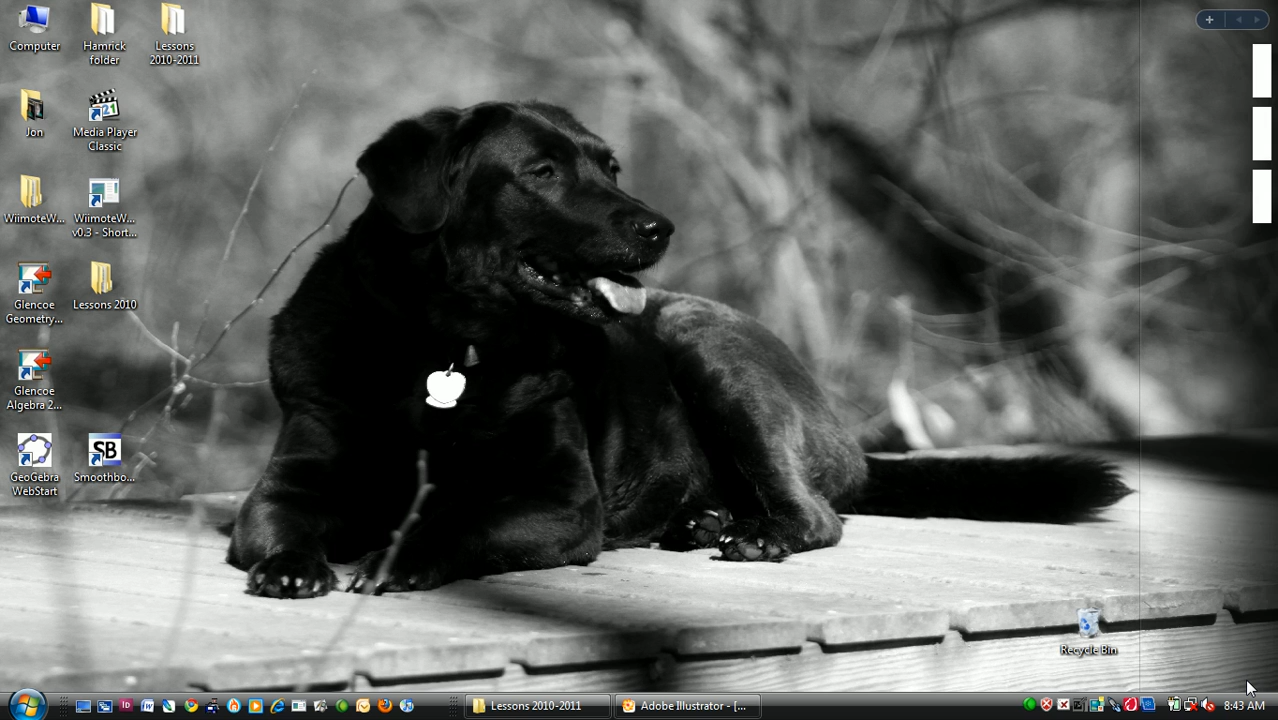 Computer
Hamrick
folder
Lessons
2010-2011
Jon
Media Player
Classic
21
WiimoteW...
WiimoteW...
v0.3 - Short...
Glencoe
Geometry...
Lessons 2010
Glencoe
Algebra 2...
GeoGebra
WebStart
SB
Smoothbo...
Recycle Bin
Lessons 2010-2011
Adobe Illustrator - [...
8:43 AM